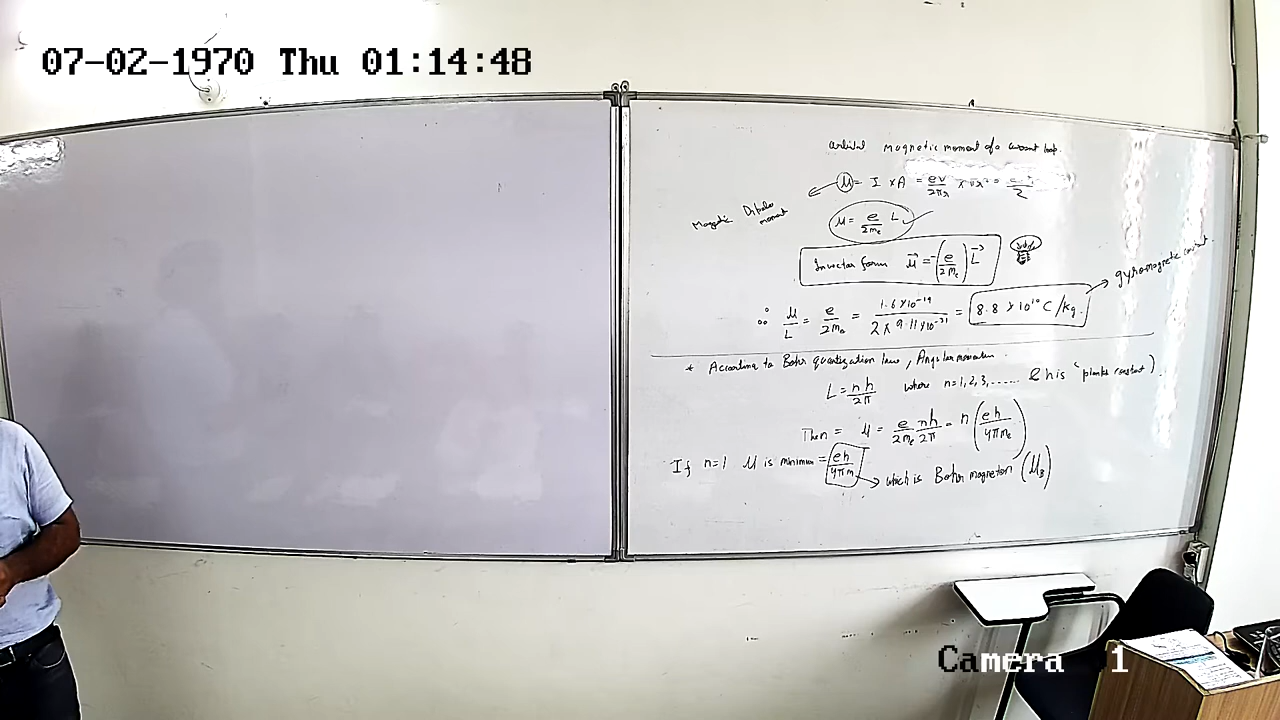 07-02-1970 Thu 01:14:48
orbital magnetic moment of a current loop.
μ = I × A = ev/2πr × πr² =
Magnetic Dipole moment
μ = e/2mₑ L
In vector form μ⃗ = -(e/2mₑ) L⃗
∴ μ/L = e/2mₑ = 1.6×10⁻¹⁹ / 2×9.11×10⁻³¹ = 8.8 × 10¹⁰ C/kg.
gyromagnetic constant.
* According to Bohr quantization law, Angular momentum.
L = nh/2π where n=1,2,3,...... & h is 'planks constant').
Then = μ = e/2mₑ nh/2π = n (eh/4πmₑ)
If n=1 μ is minimum = eh/4πm
which is Bohr magneton (μ_B)
Camera 01